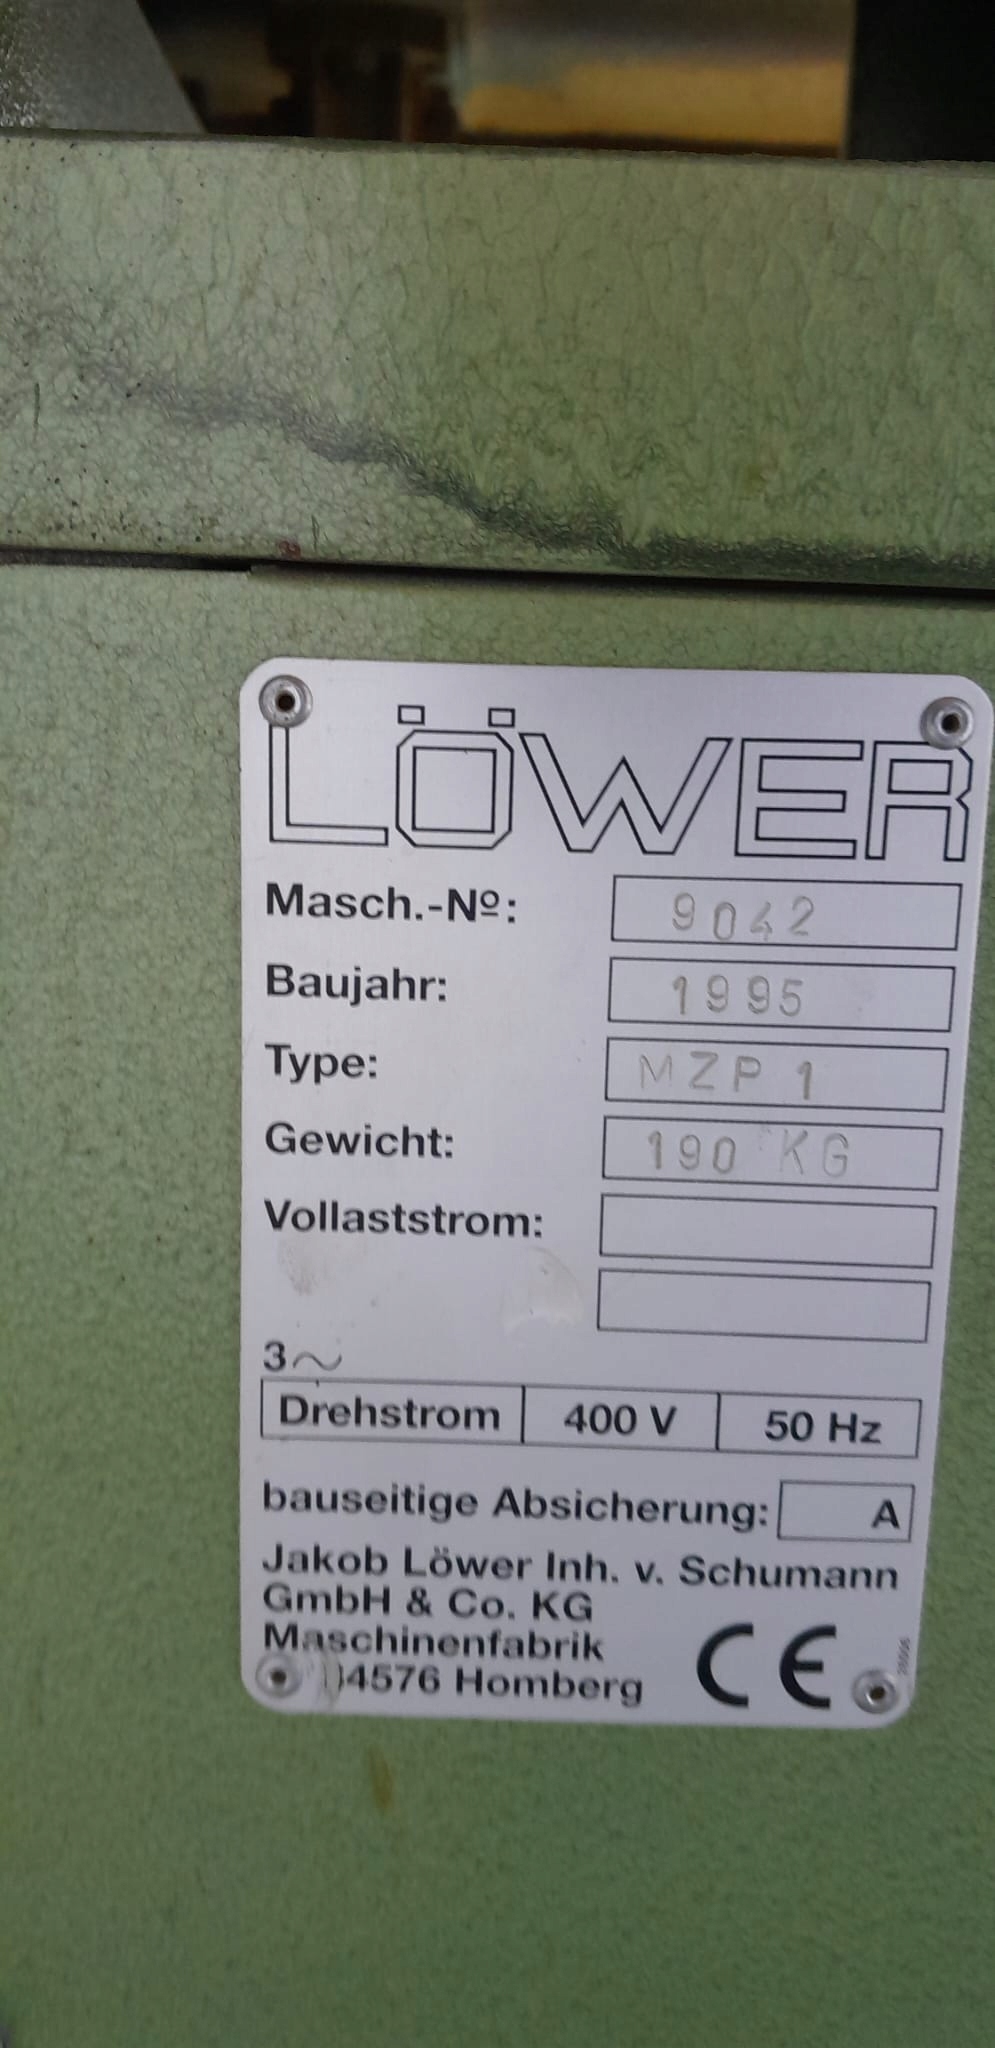 LÖWER
Masch.-Nº: 9042
Baujahr: 1995
Type: MZP 1
Gewicht: 190 KG
Vollaststrom:
3~
Drehstrom 400 V 50 Hz
bauseitige Absicherung: A
Jakob Löwer Inh. v. Schumann
GmbH & Co. KG
Maschinenfabrik
34576 Homberg CE